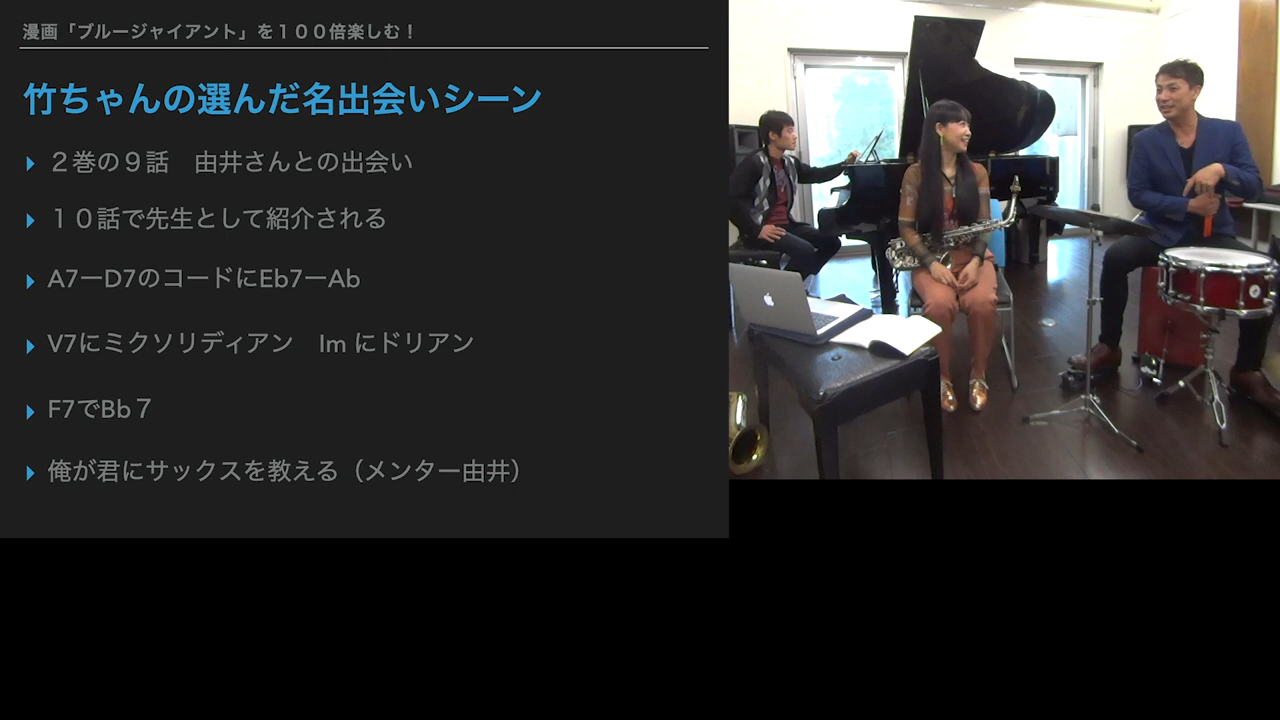 漫画「ブルージャイアント」を１００倍楽しむ！
竹ちゃんの選んだ名出会いシーン
２巻の９話　由井さんとの出会い
１０話で先生として紹介される
A7ーD7のコードにEb7ーAb
V7にミクソリディアン　Im にドリアン
F7でBb７
俺が君にサックスを教える（メンター由井）